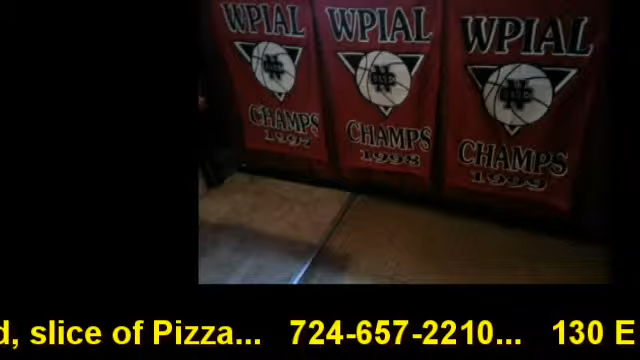 WPIAL
CHAMPS
1997
WPIAL
N
CHAMPS
1998
WPIAL
N
CHAMPS
1999
d, slice of Pizza... 724-657-2210... 130 E